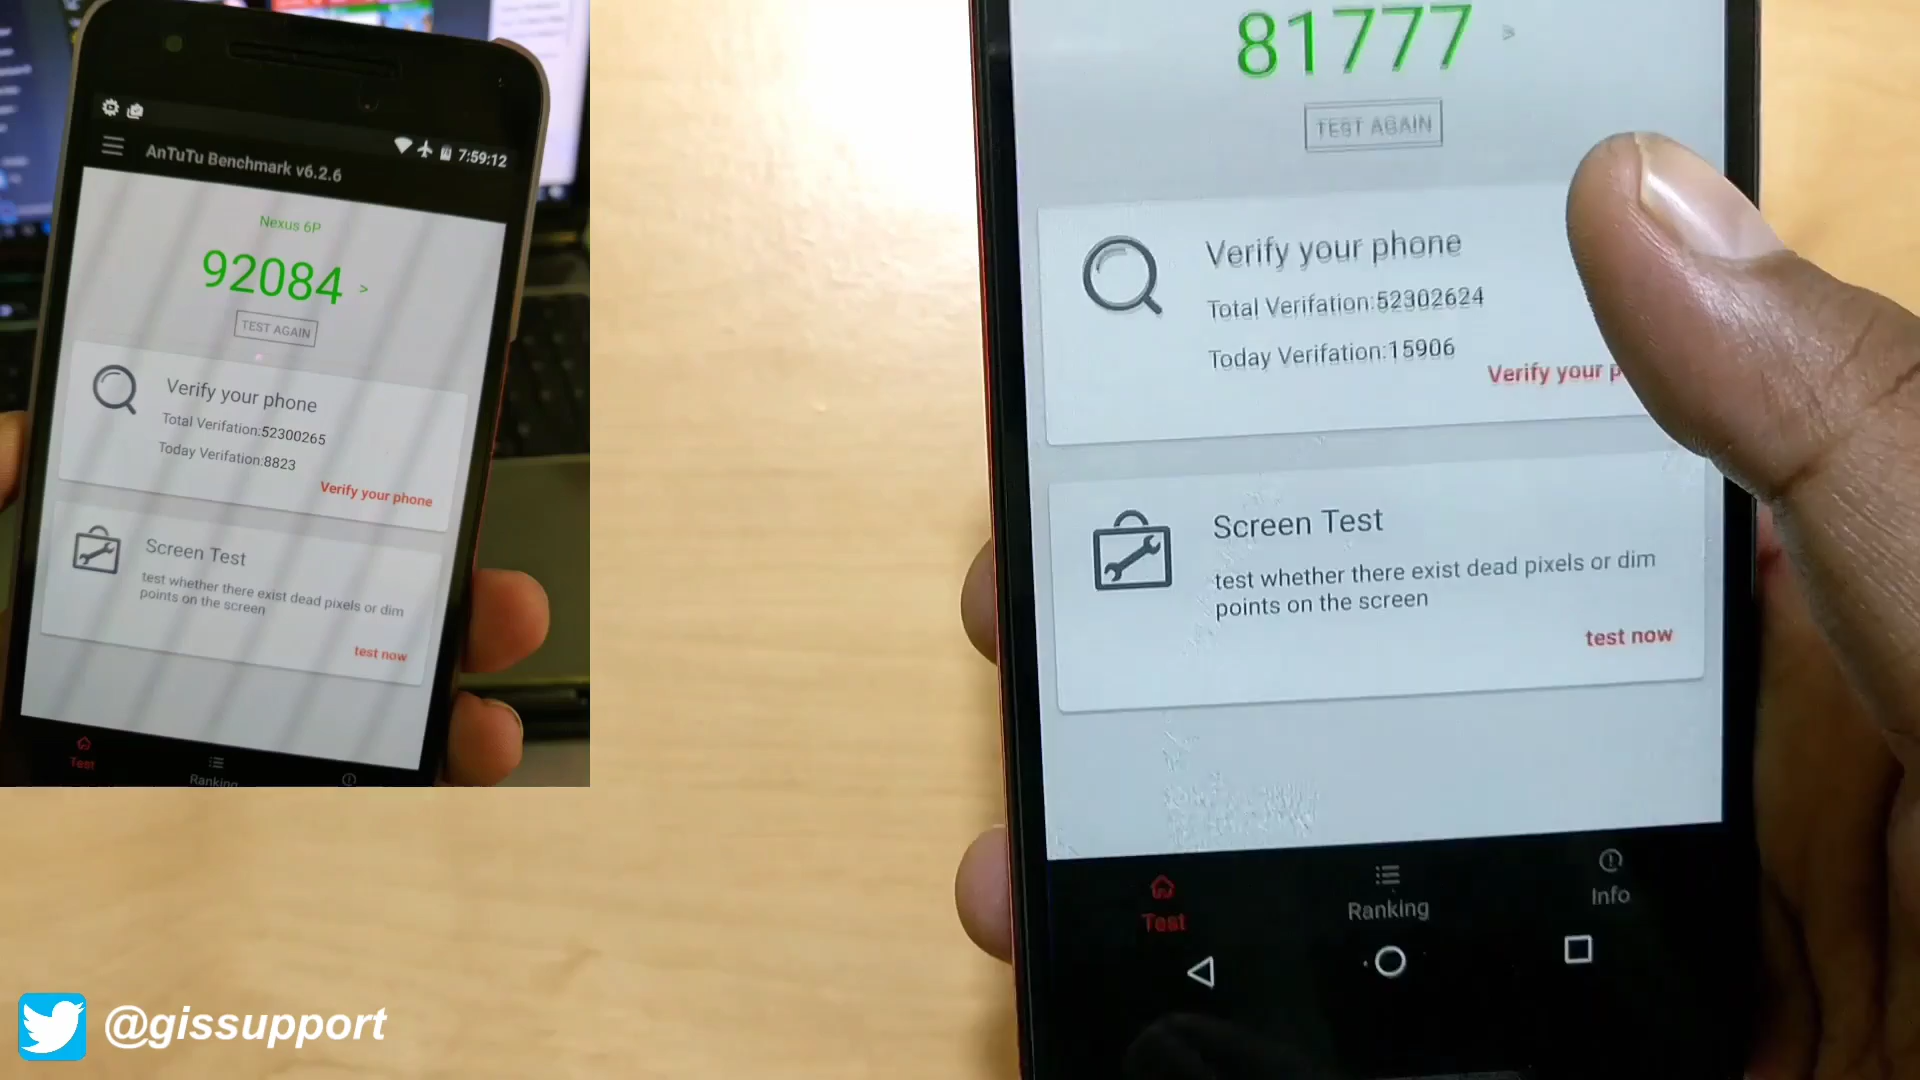 AnTuTu Benchmark v6.2.6
7:59:12
Nexus 6P
92084 >
TEST AGAIN
Verify your phone
Total Verifation:52300265
Today Verifation:8823
Verify your phone
Screen Test
test whether there exist dead pixels or dim
points on the screen
test now
Test
Ranking
81777 >
TEST AGAIN
Verify your phone
Total Verifation:52302624
Today Verifation:15906
Verify your p
Screen Test
test whether there exist dead pixels or dim
points on the screen
test now
Test
Ranking
Info
@gissupport